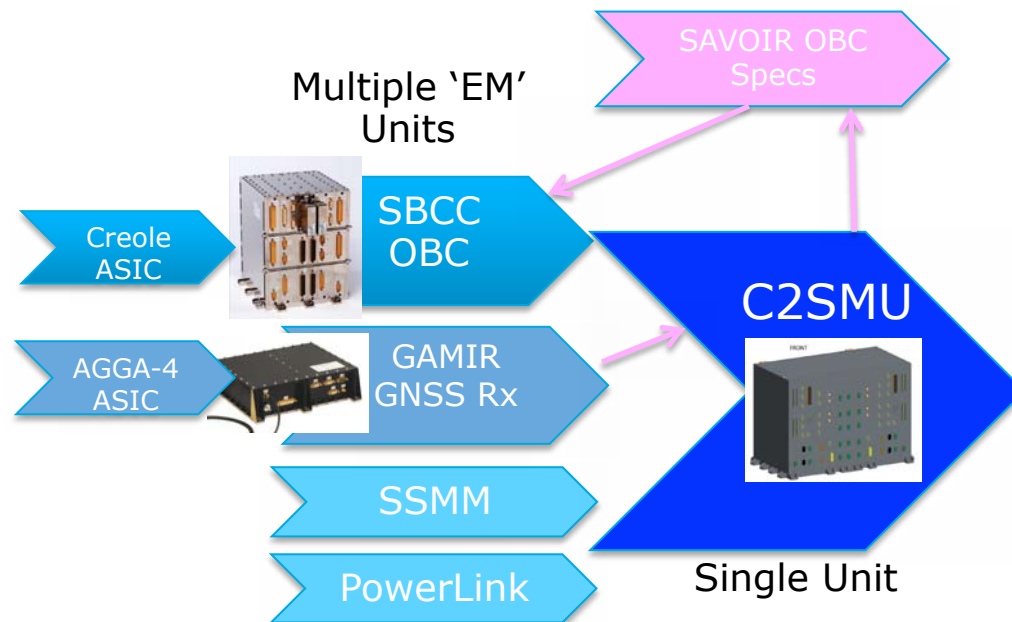 SAVOIR OBC
Specs
Multiple ‘EM’
Units
SBCC
OBC
Creole
ASIC
C2SMU
FRONT
GAMIR
GNSS Rx
AGGA-4
ASIC
SSMM
PowerLink
Single Unit